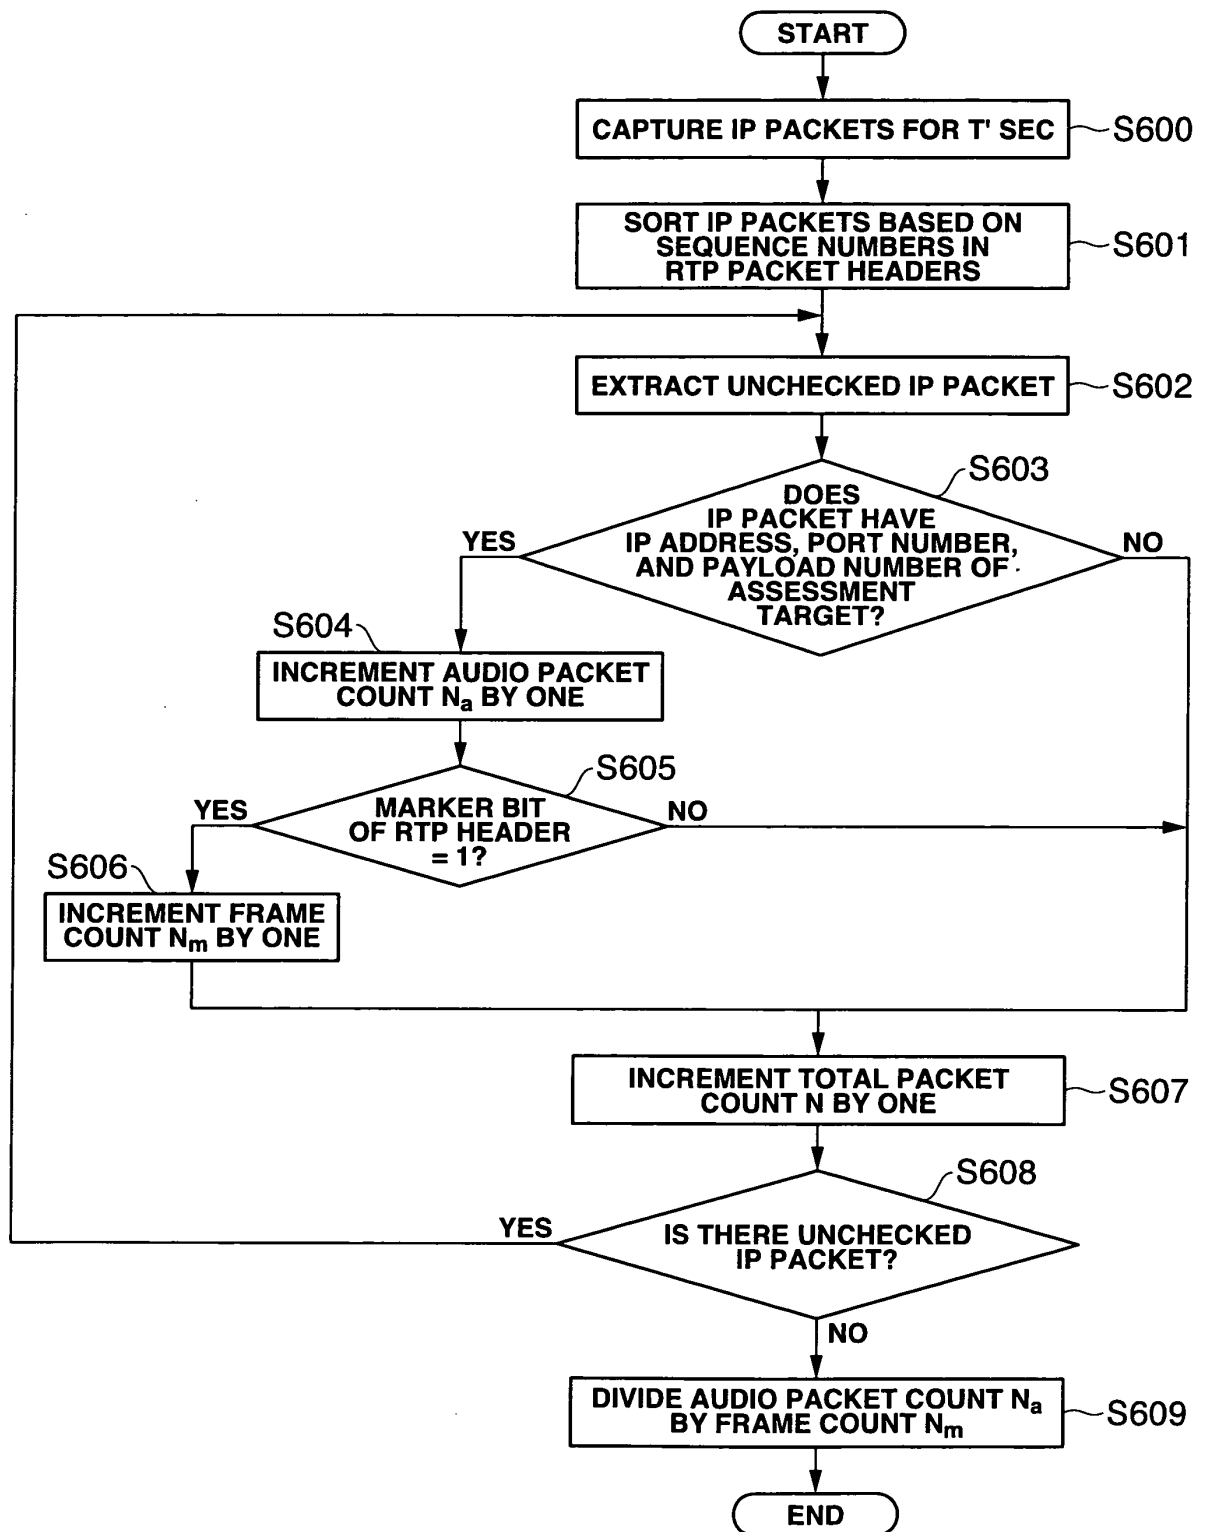 START
CAPTURE IP PACKETS FOR T' SEC
S600
SORT IP PACKETS BASED ON
SEQUENCE NUMBERS IN
RTP PACKET HEADERS
S601
EXTRACT UNCHECKED IP PACKET
S602
S603
DOES
IP PACKET HAVE
IP ADDRESS, PORT NUMBER,
AND PAYLOAD NUMBER OF
ASSESSMENT
TARGET?
YES
NO
S604
INCREMENT AUDIO PACKET
COUNT Na BY ONE
S605
MARKER BIT
OF RTP HEADER
= 1?
YES
NO
S606
INCREMENT FRAME
COUNT Nm BY ONE
INCREMENT TOTAL PACKET
COUNT N BY ONE
S607
S608
IS THERE UNCHECKED
IP PACKET?
YES
NO
DIVIDE AUDIO PACKET COUNT Na
BY FRAME COUNT Nm
S609
END